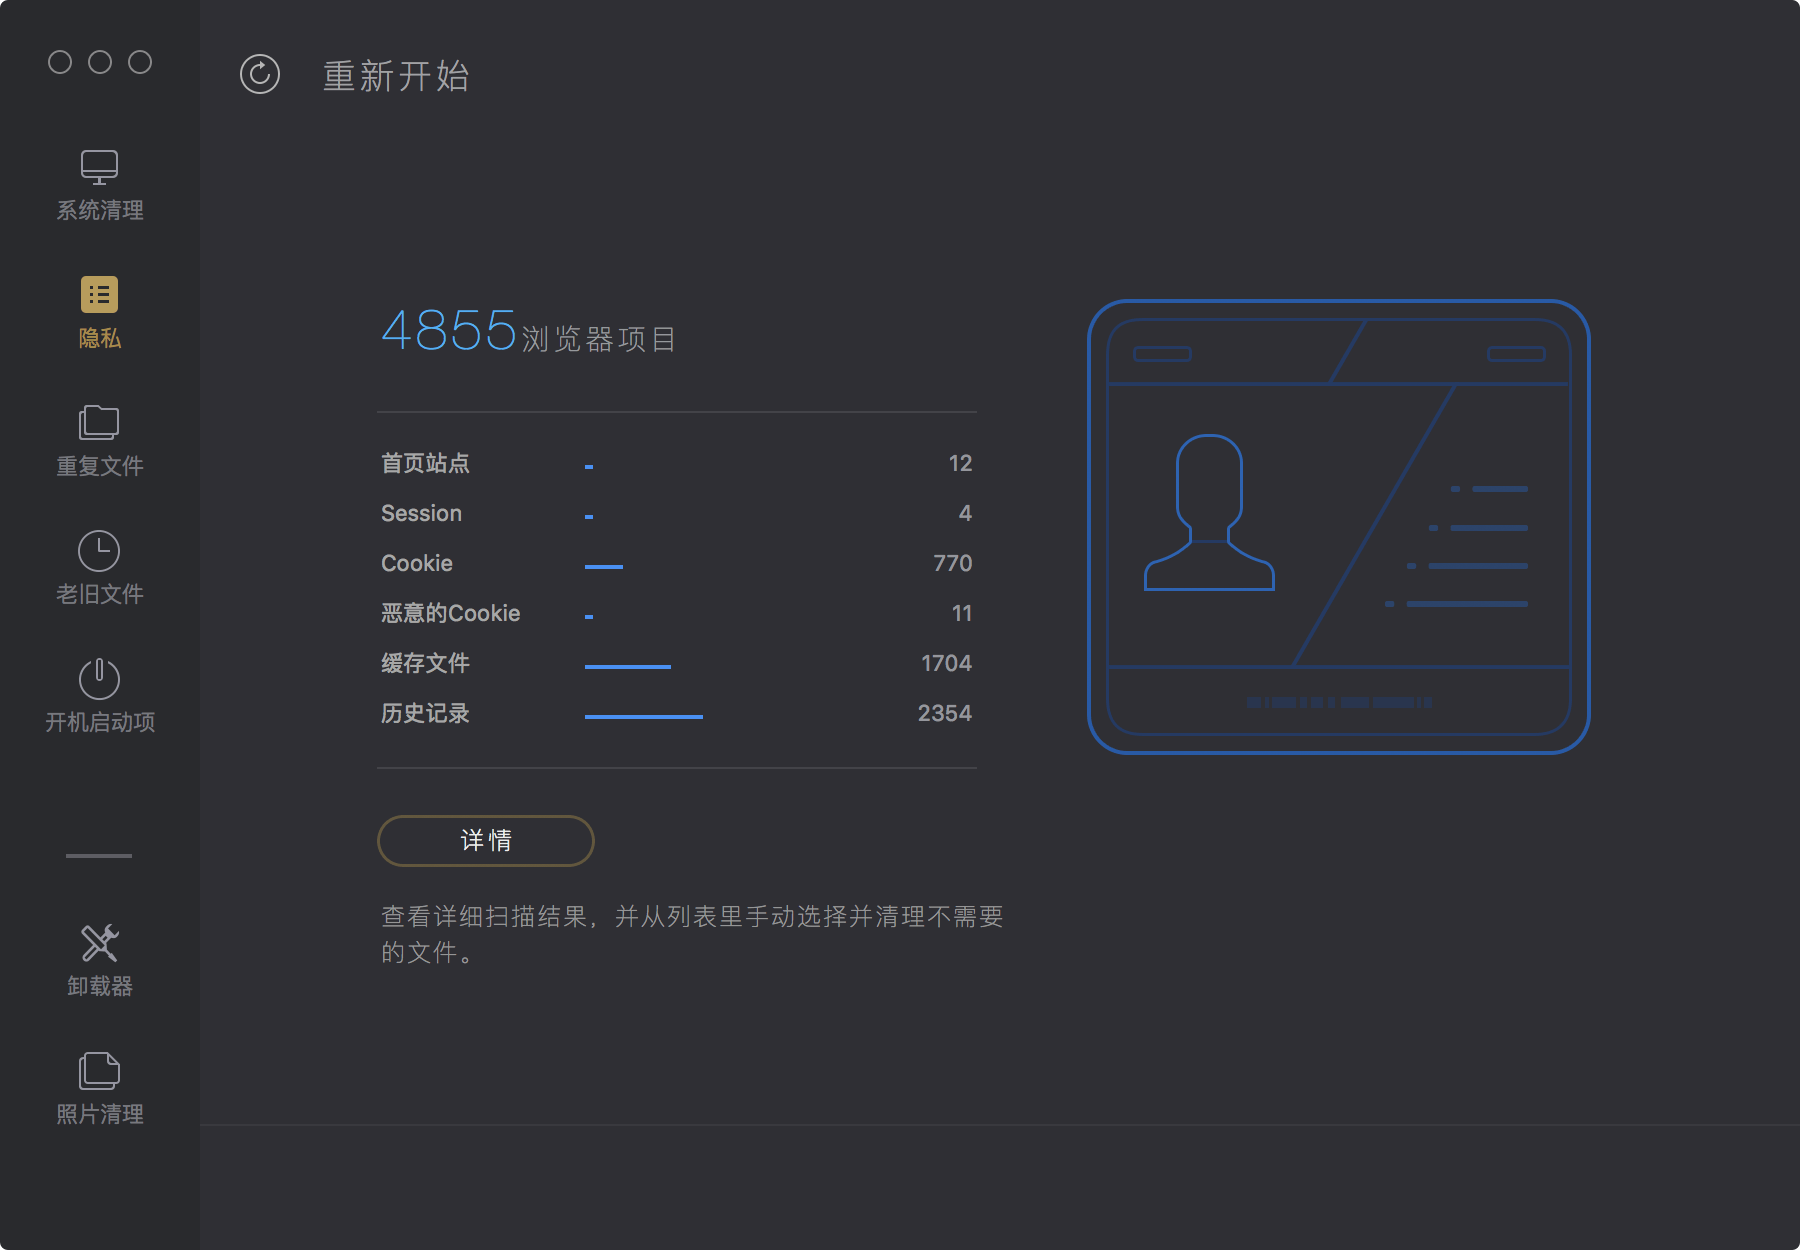 重新开始
系统清理
隐私
重复文件
老旧文件
开机启动项
卸载器
照片清理
4855浏览器项目
首页站点 12
Session 4
Cookie 770
恶意的Cookie 11
缓存文件 1704
历史记录 2354
详情
查看详细扫描结果，并从列表里手动选择并清理不需要
的文件。